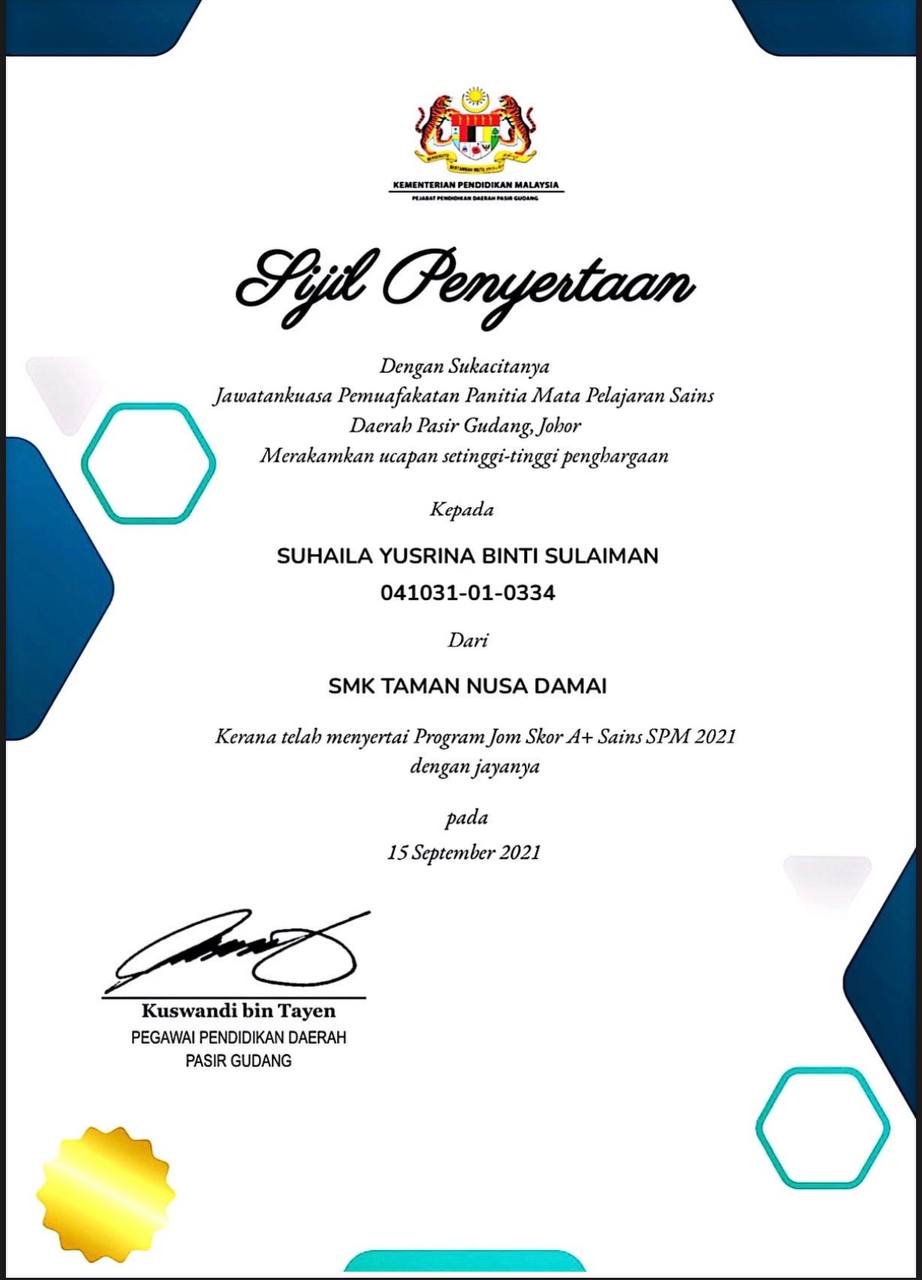 KEMENTERIAN PENDIDIKAN MALAYSIA
PEJABAT PENDIDIKAN DAERAH PASIR GUDANG
Sijil Penyertaan
Dengan Sukacitanya
Jawatankuasa Pemuafakatan Panitia Mata Pelajaran Sains
Daerah Pasir Gudang, Johor
Merakamkan ucapan setinggi-tinggi penghargaan
Kepada
SUHAILA YUSRINA BINTI SULAIMAN
041031-01-0334
Dari
SMK TAMAN NUSA DAMAI
Kerana telah menyertai Program Jom Skor A+ Sains SPM 2021
dengan jayanya
pada
15 September 2021
Kuswandi bin Tayen
PEGAWAI PENDIDIKAN DAERAH
PASIR GUDANG